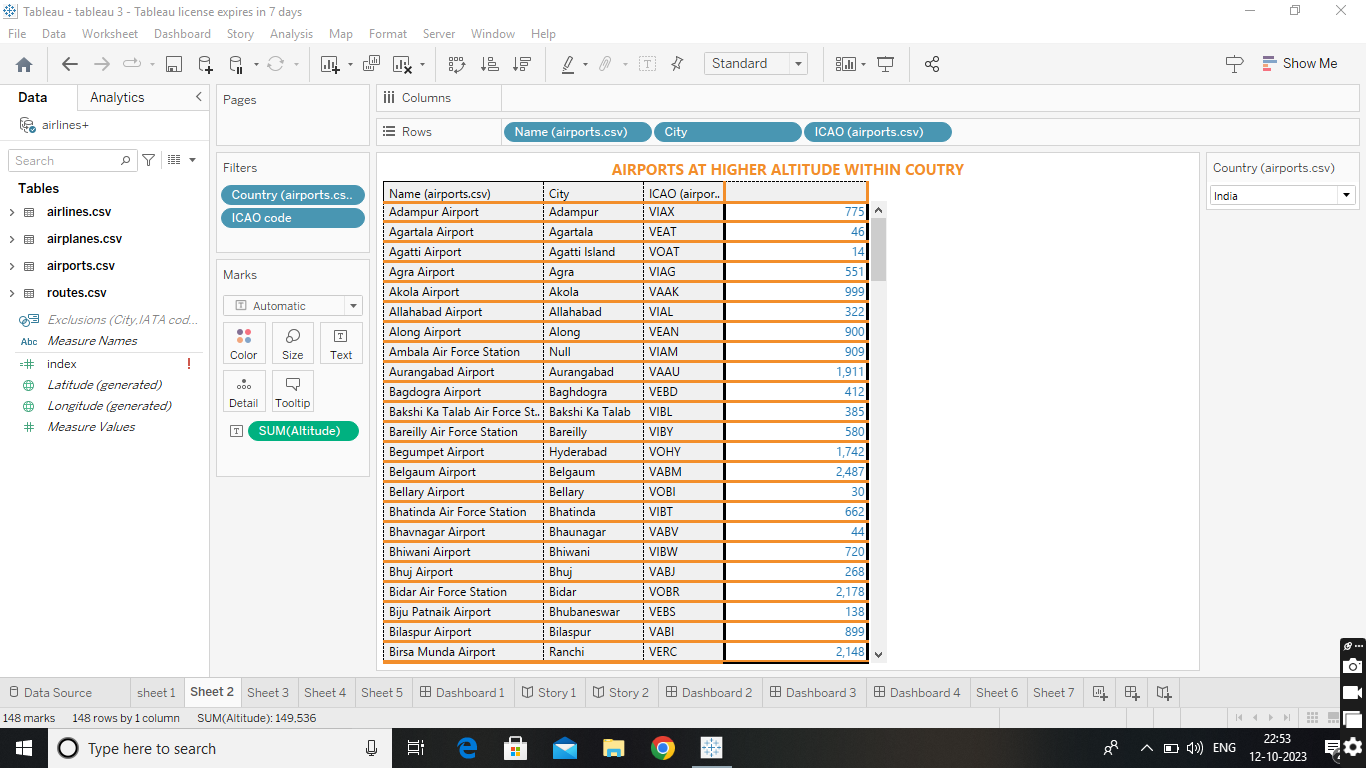 Tableau - tableau 3 - Tableau license expires in 7 days
File Data Worksheet Dashboard Story Analysis Map Format Server Window Help
Standard
Show Me
Data Analytics
airlines+
Search
Tables
airlines.csv
airplanes.csv
airports.csv
routes.csv
Exclusions (City,IATA cod...
Abc Measure Names
index !
Latitude (generated)
Longitude (generated)
Measure Values
Pages
Filters
Country (airports.cs..
ICAO code
Marks
T Automatic
Color Size Text
Detail Tooltip
SUM(Altitude)
Columns
Rows Name (airports.csv) City ICAO (airports.csv)
AIRPORTS AT HIGHER ALTITUDE WITHIN COUTRY
Name (airports.csv) City ICAO (airpor..
Adampur Airport Adampur VIAX 775
Agartala Airport Agartala VEAT 46
Agatti Airport Agatti Island VOAT 14
Agra Airport Agra VIAG 551
Akola Airport Akola VAAK 999
Allahabad Airport Allahabad VIAL 322
Along Airport Along VEAN 900
Ambala Air Force Station Null VIAM 909
Aurangabad Airport Aurangabad VAAU 1,911
Bagdogra Airport Baghdogra VEBD 412
Bakshi Ka Talab Air Force St.. Bakshi Ka Talab VIBL 385
Bareilly Air Force Station Bareilly VIBY 580
Begumpet Airport Hyderabad VOHY 1,742
Belgaum Airport Belgaum VABM 2,487
Bellary Airport Bellary VOBI 30
Bhatinda Air Force Station Bhatinda VIBT 662
Bhavnagar Airport Bhaunagar VABV 44
Bhiwani Airport Bhiwani VIBW 720
Bhuj Airport Bhuj VABJ 268
Bidar Air Force Station Bidar VOBR 2,178
Biju Patnaik Airport Bhubaneswar VEBS 138
Bilaspur Airport Bilaspur VABI 899
Birsa Munda Airport Ranchi VERC 2,148
Country (airports.csv)
India
Data Source sheet 1 Sheet 2 Sheet 3 Sheet 4 Sheet 5 Dashboard 1 Story 1 Story 2 Dashboard 2 Dashboard 3 Dashboard 4 Sheet 6 Sheet 7
148 marks 148 rows by 1 column SUM(Altitude): 149,536
Type here to search
ENG
22:53
12-10-2023